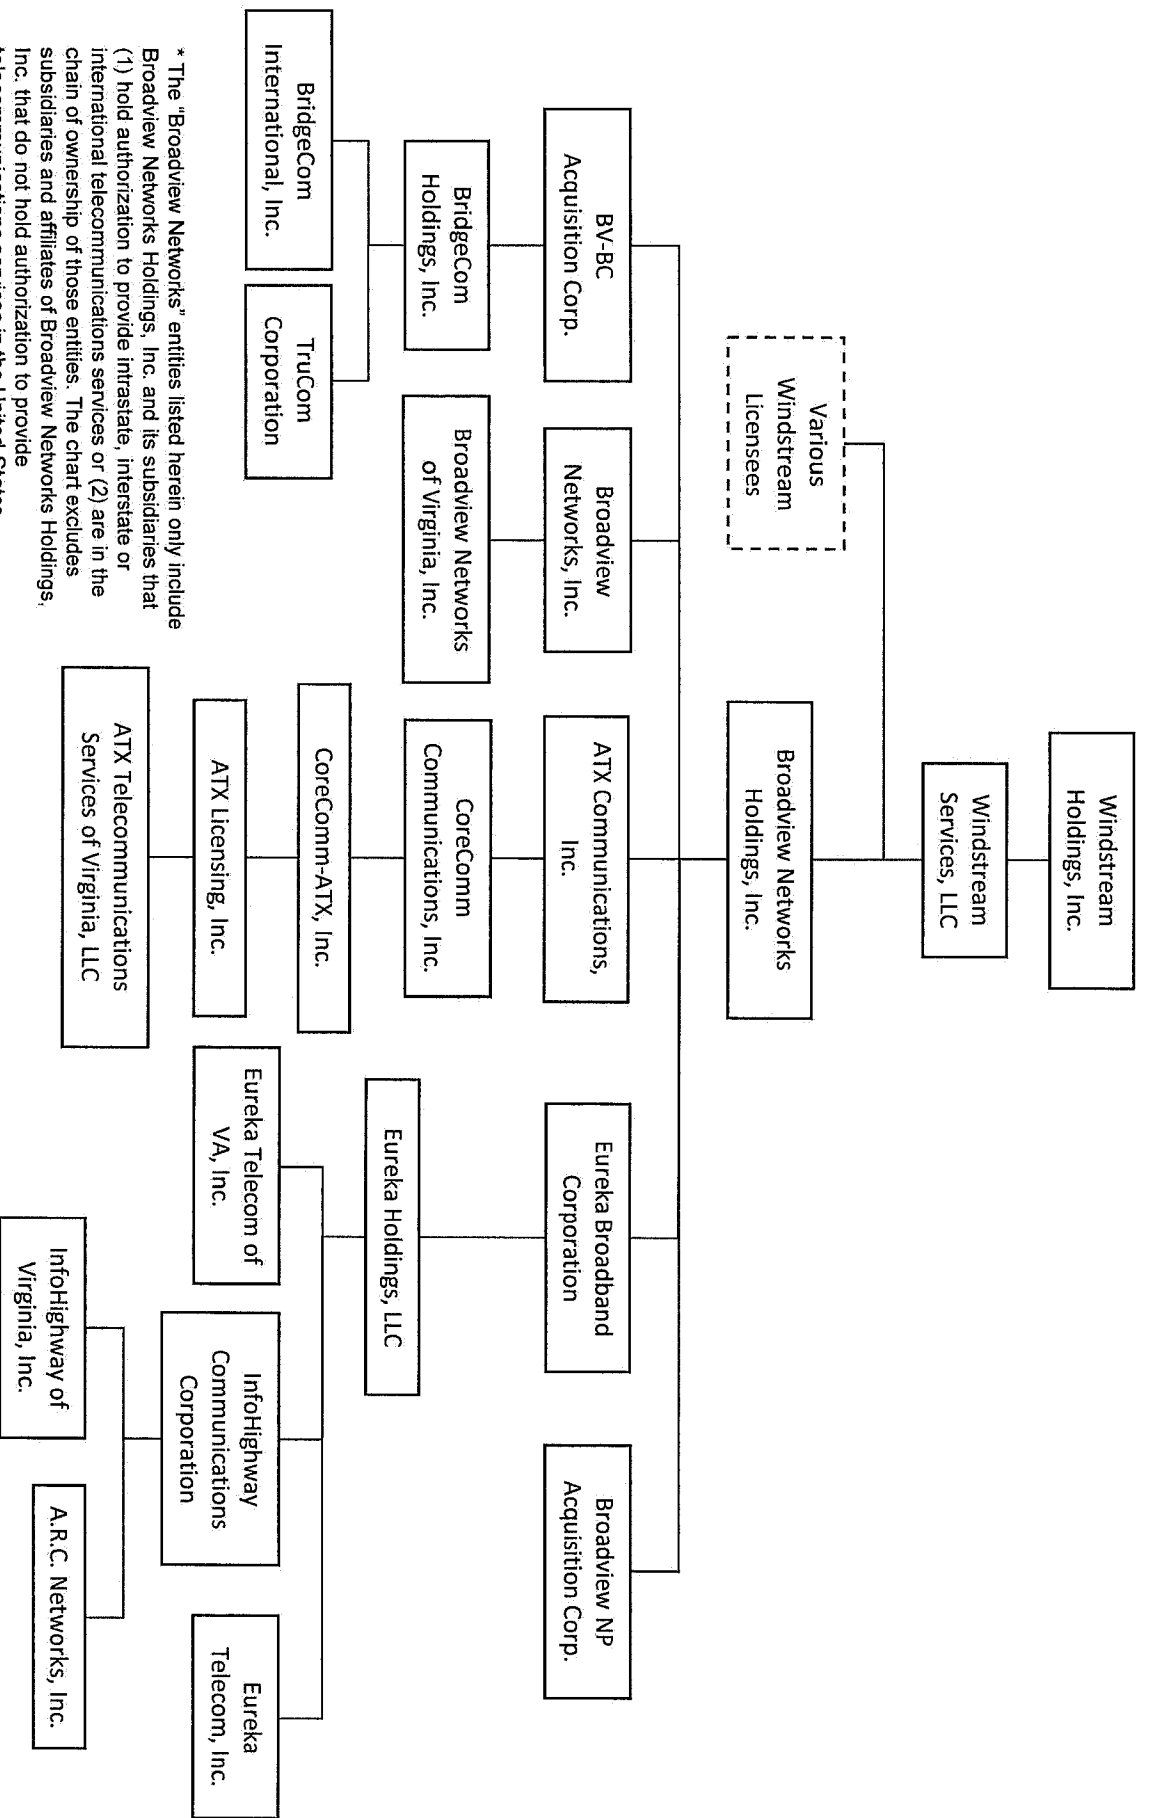 Windstream
Holdings, Inc.
Windstream
Services, LLC
Various
Windstream
Licensees
Broadview Networks
Holdings, Inc.
BV-BC
Acquisition Corp.
Broadview
Networks, Inc.
ATX Communications,
Inc.
Eureka Broadband
Corporation
Broadview NP
Acquisition Corp.
BridgeCom
Holdings, Inc.
Broadview Networks
of Virginia, Inc.
CoreComm
Communications, Inc.
Eureka Holdings, LLC
BridgeCom
International, Inc.
TruCom
Corporation
CoreComm-ATX, Inc.
ATX Licensing, Inc.
Eureka Telecom of
VA, Inc.
InfoHighway
Communications
Corporation
Eureka
Telecom, Inc.
ATX Telecommunications
Services of Virginia, LLC
InfoHighway of
Virginia, Inc.
A.R.C. Networks, Inc.
* The "Broadview Networks" entities listed herein only include
Broadview Networks Holdings, Inc. and its subsidiaries that
(1) hold authorization to provide intrastate, interstate or
international telecommunications services or (2) are in the
chain of ownership of those entities. The chart excludes
subsidiaries and affiliates of Broadview Networks Holdings,
Inc. that do not hold authorization to provide
telecommunications services in the United States.